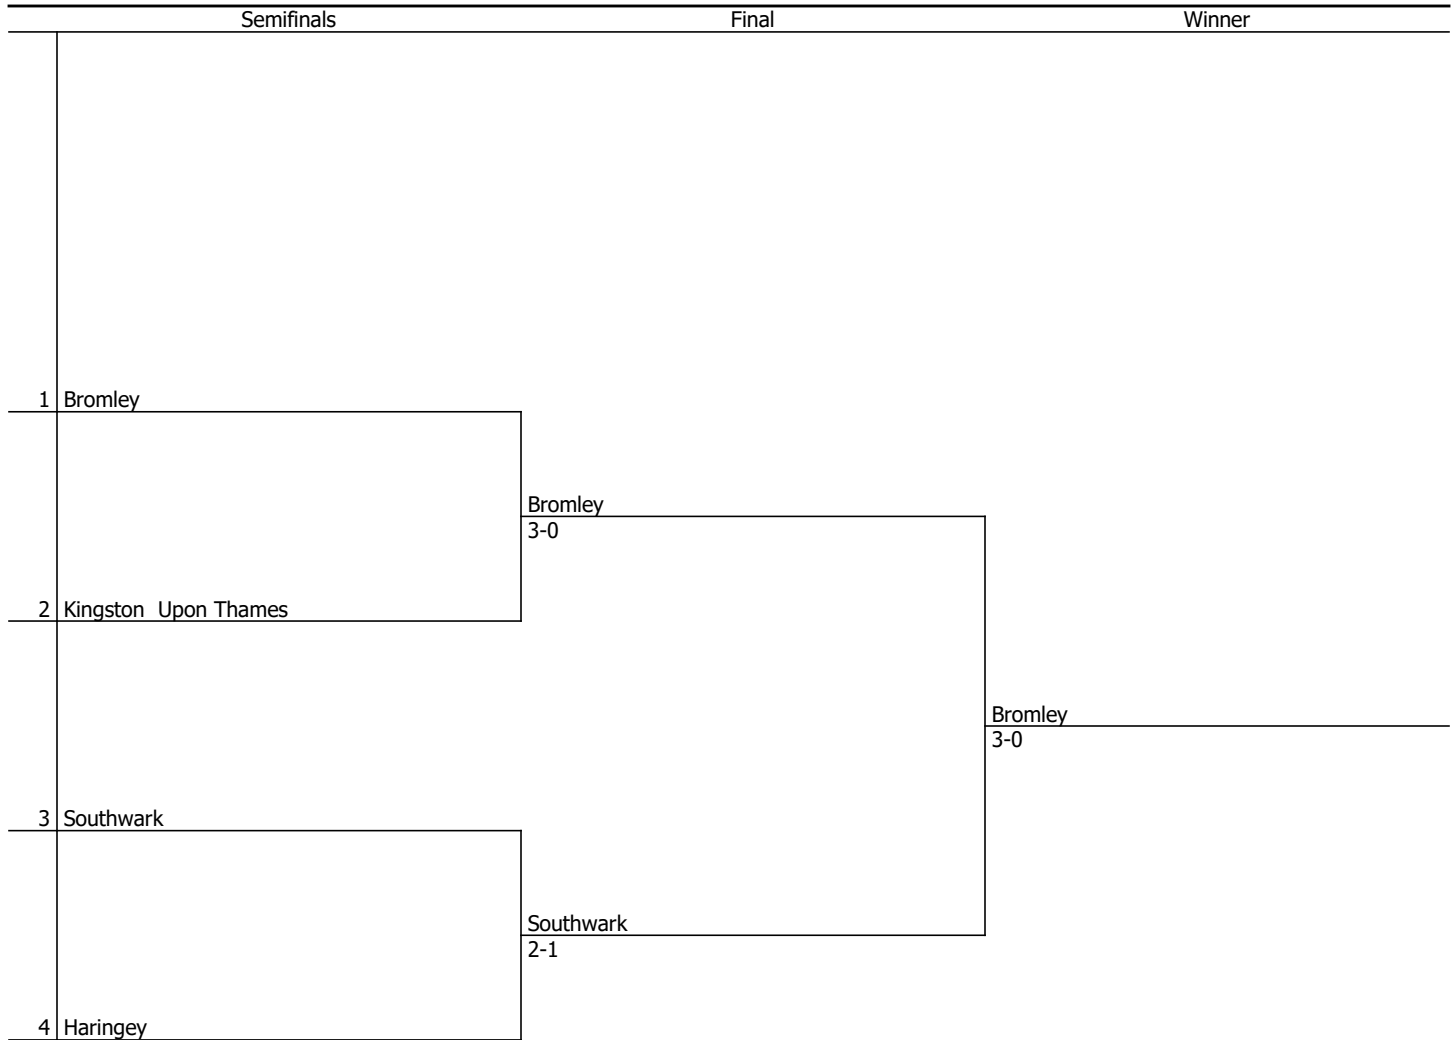 Semifinals Final Winner
1 Bromley
Bromley
3-0
2 Kingston  Upon Thames
Bromley
3-0
3 Southwark
Southwark
2-1
4 Haringey